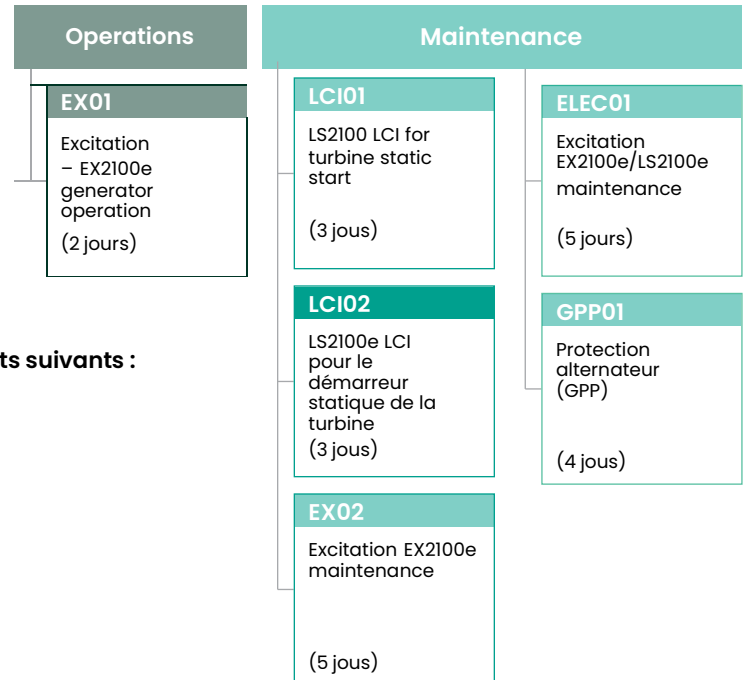 Operations
EX01
Excitation
– EX2100e
generator
operation
(2 jours)
ts suivants :
Maintenance
LCI01
LS2100 LCI for
turbine static
start
(3 jous)
LCI02
LS2100e LCI
pour le
démarreur
statique de la
turbine
(3 jous)
EX02
Excitation EX2100e
maintenance
(5 jous)
ELEC01
Excitation
EX2100e/LS2100e
maintenance
(5 jours)
GPP01
Protection
alternateur
(GPP)
(4 jous)